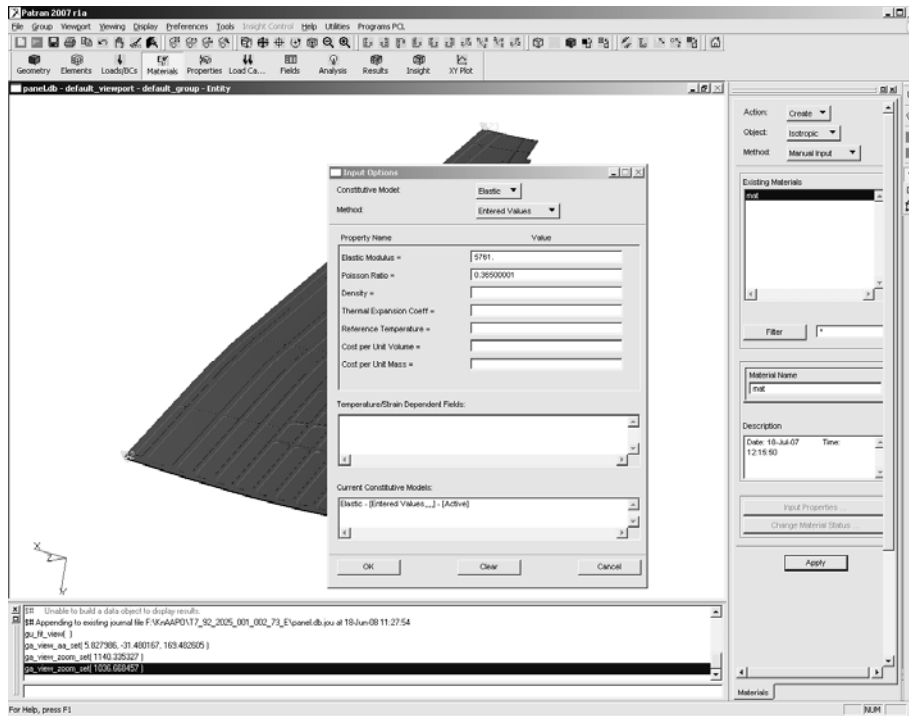 Patran 2007 r1a
File Group Viewport Viewing Display Preferences Tools Insight Control Help Utilities Programs PCL
Geometry Elements Loads/BCs Materials Properties Load Ca... Fields Analysis Results Insight XY Plot
panel.db - default_viewport - default_group - Entity
Action: Create
Object: Isotropic
Method: Manual Input
Existing Materials
mat
Filter *
Material Name
mat
Description
Date: 18-Jul-07 Time:
12:15:50
Input Properties ...
Change Material Status ...
Apply
Materials
Input Options
Constitutive Model: Elastic
Method: Entered Values
Property Name Value
Elastic Modulus = 5761.
Poisson Ratio = 0.36500001
Density =
Thermal Expansion Coeff =
Reference Temperature =
Cost per Unit Volume =
Cost per Unit Mass =
Temperature/Strain Dependent Fields:
Current Constitutive Models:
Elastic - [Entered Values,,,,] - [Active]
OK Clear Cancel
X
Y
Unable to build a data object to display results.
$# Appending to existing journal file F:\KnAAPO\T7_92_2025_001_002_73_E\panel.db.jou at 18-Jun-08 11:27:54
gu_fit_view( )
ga_view_aa_set( 5.827986, -31.480167, 169.482605 )
ga_view_zoom_set( 1140.335327 )
ga_view_zoom_set( 1036.668457 )
For Help, press F1
NUM